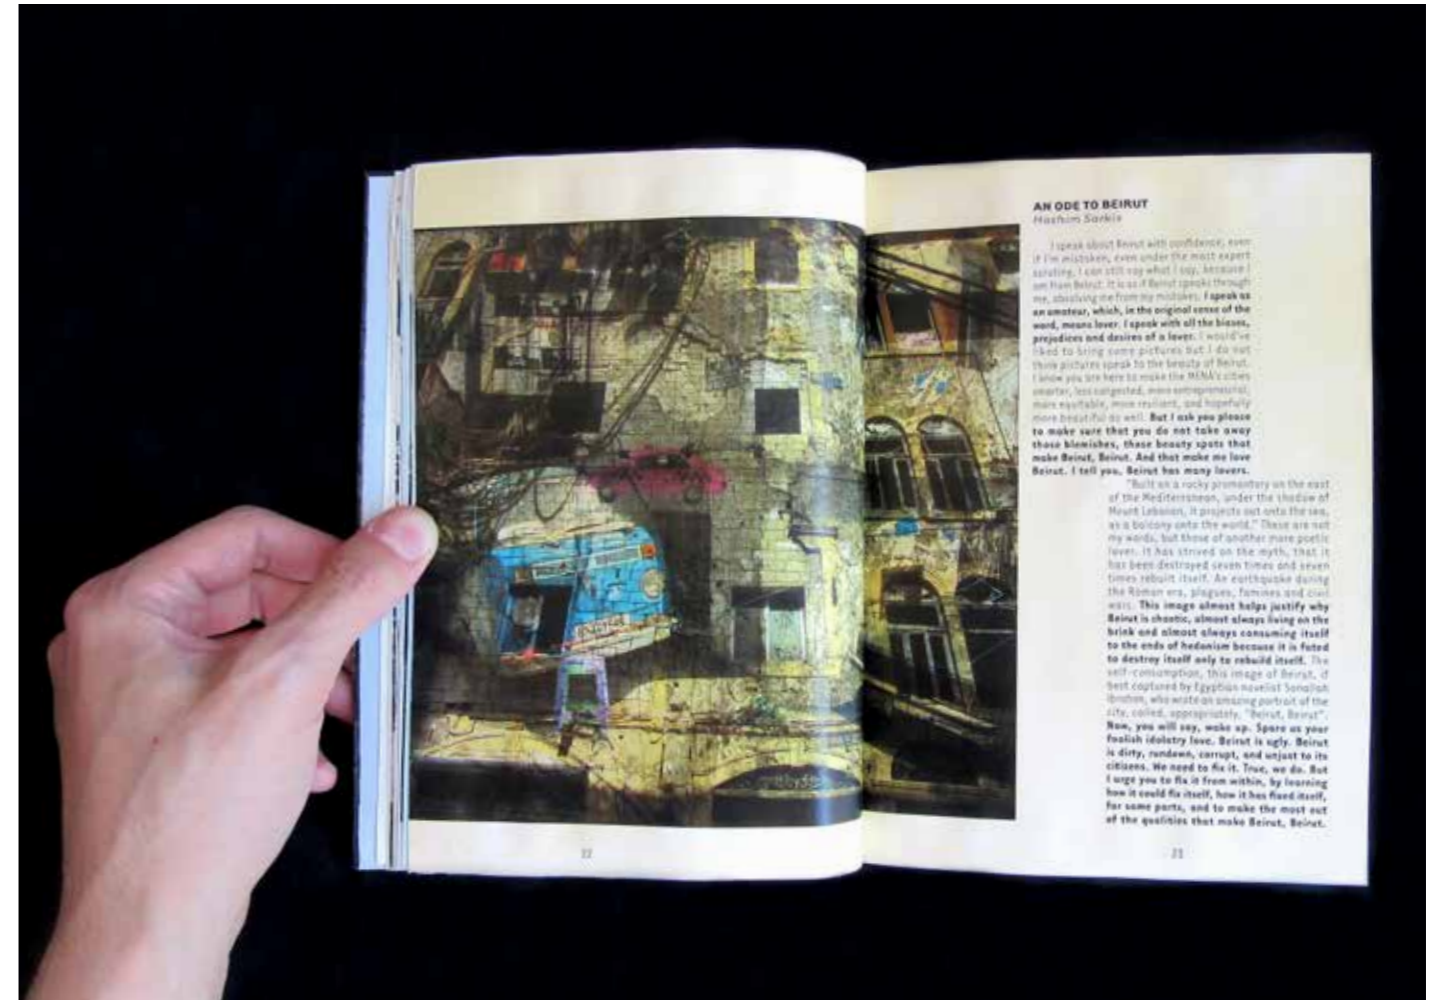 AN ODE TO BEIRUT
Hashim Sarkis
I speak about Beirut with confidence; even
if I'm mistaken, even under the most expert
scrutiny, I can still say what I say, because I
am from Beirut. It is as if Beirut speaks through
me, absolving me from my mistakes. I speak as
an amateur, which, in the original sense of the
word, means lover. I speak with all the biases,
prejudices and desires of a lover. I would've
liked to bring some pictures but I do not
think pictures speak to the beauty of Beirut.
I know you are here to make the MENA's cities
smarter, less congested, more entrepreneurial,
more equitable, more resilient, and hopefully
more beautiful as well. But I ask you please
to make sure that you do not take away
those blemishes, these beauty spots that
make Beirut, Beirut. And that make me love
Beirut. I tell you, Beirut has many lovers.
"Built on a rocky promontory on the east
of the Mediterranean, under the shadow of
Mount Lebanon, it projects out onto the sea,
as a balcony onto the world." These are not
my words, but those of another more poetic
lover. It has strived on the myth, that it
has been destroyed seven times and seven
times rebuilt itself. An earthquake during
the Roman era, plagues, famines and civil
wars. This image almost helps justify why
Beirut is chaotic, almost always living on the
brink and almost always consuming itself
to the ends of hedonism because it is fated
to destroy itself only to rebuild itself. The
self-consumption, this image of Beirut, if
best captured by Egyptian novelist Sonallah
Ibrahim, who wrote an amazing portrait of the
city, called, appropriately, "Beirut, Beirut".
Now, you will say, wake up. Spare us your
foolish idolatry love. Beirut is ugly. Beirut
is dirty, rundown, corrupt, and unjust to its
citizens. We need to fix it. True, we do. But
I urge you to fix it from within, by learning
how it could fix itself, how it has fixed itself,
for some parts, and to make the most out
of the qualities that make Beirut, Beirut.
22
23